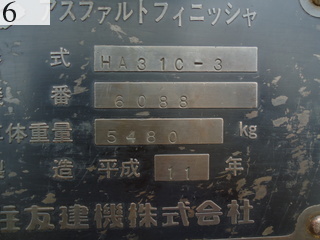 6
アスファルトフィニッシャ
式 HA31C-3
番 6088
体重量 5480 kg
造 平成 11 年
住友建機株式会社